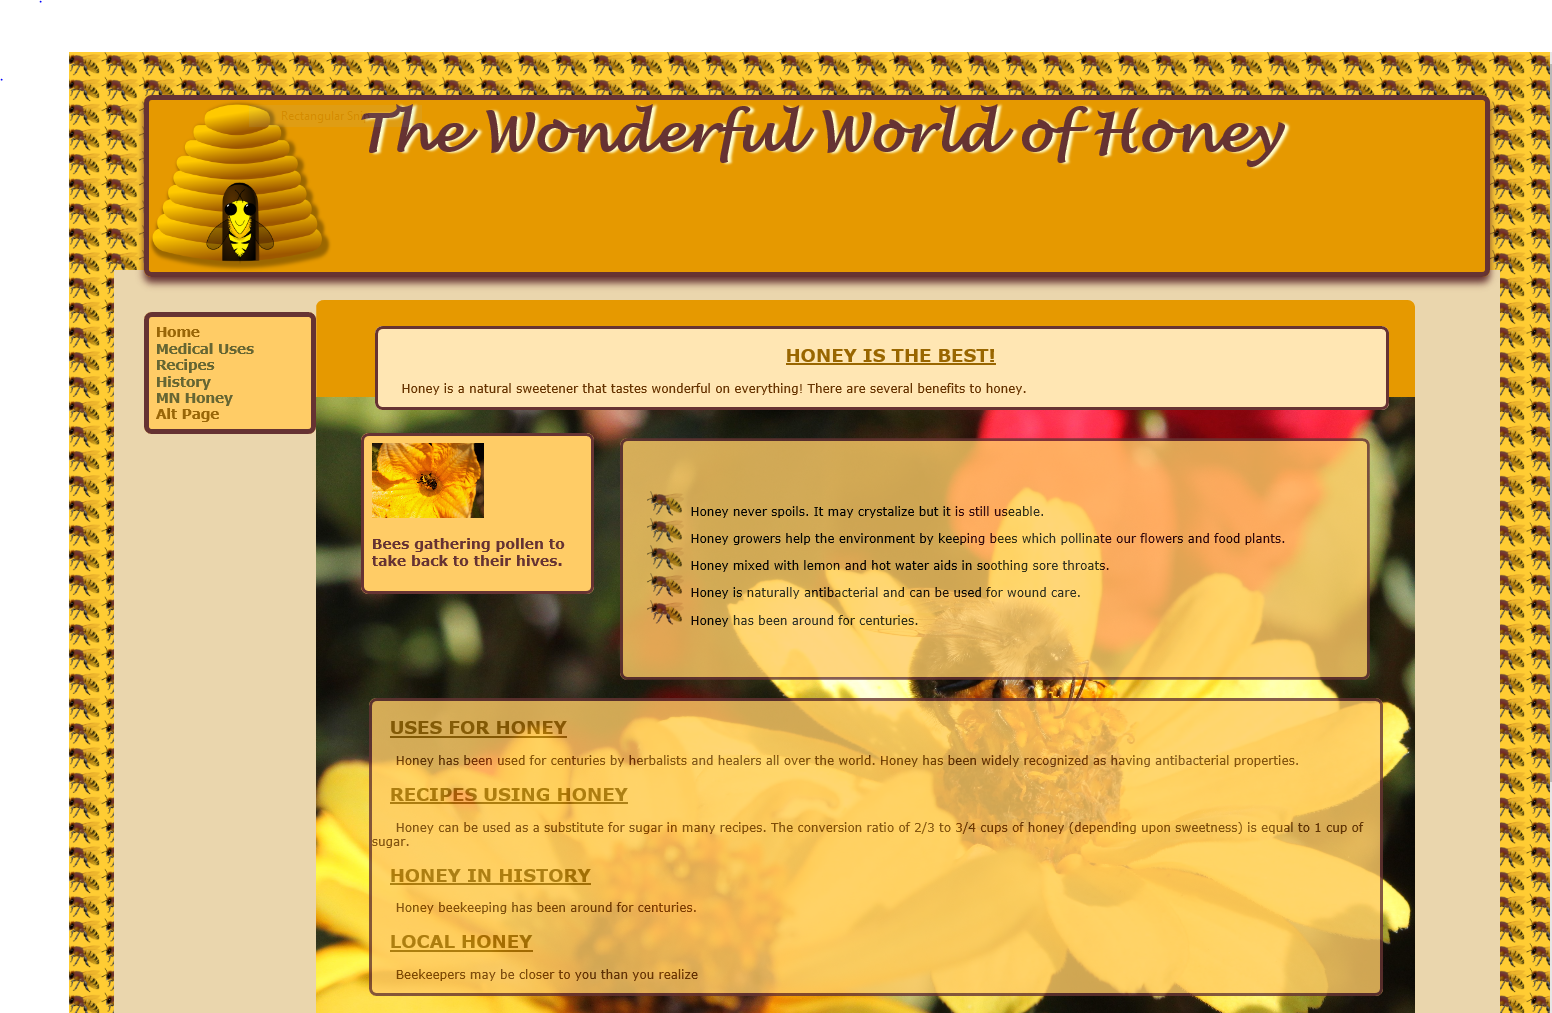 Rectangular
The Wonderful World of Honey
Home
Medical Uses
Recipes
History
MN Honey
Alt Page
HONEY IS THE BEST!
Honey is a natural sweetener that tastes wonderful on everything! There are several benefits to honey.
Bees gathering pollen to
take back to their hives.
Honey never spoils. It may crystalize but it is still useable.
Honey growers help the environment by keeping bees which pollinate our flowers and food plants.
Honey mixed with lemon and hot water aids in soothing sore throats.
Honey is naturally antibacterial and can be used for wound care.
Honey has been around for centuries.
USES FOR HONEY
Honey has been used for centuries by herbalists and healers all over the world. Honey has been widely recognized as having antibacterial properties.
RECIPES USING HONEY
Honey can be used as a substitute for sugar in many recipes. The conversion ratio of 2/3 to 3/4 cups of honey (depending upon sweetness) is equal to 1 cup of
sugar.
HONEY IN HISTORY
Honey beekeeping has been around for centuries.
LOCAL HONEY
Beekeepers may be closer to you than you realize